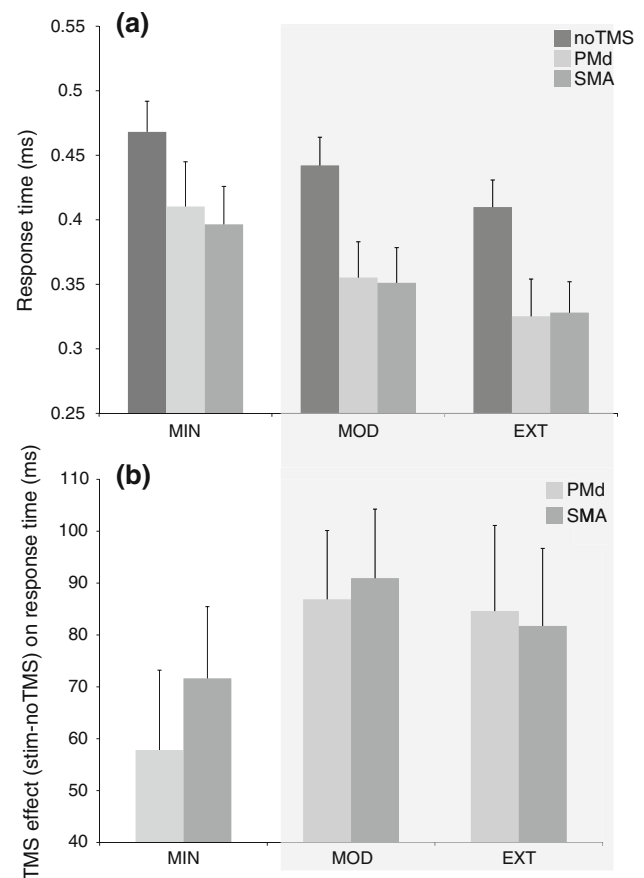 (a)
noTMS
PMd
SMA
Response time (ms)
0.55
0.5
0.45
0.4
0.35
0.3
0.25
MIN MOD EXT
(b)
PMd
SMA
TMS effect (stim-noTMS) on response time (ms)
110
100
90
80
70
60
50
40
MIN MOD EXT